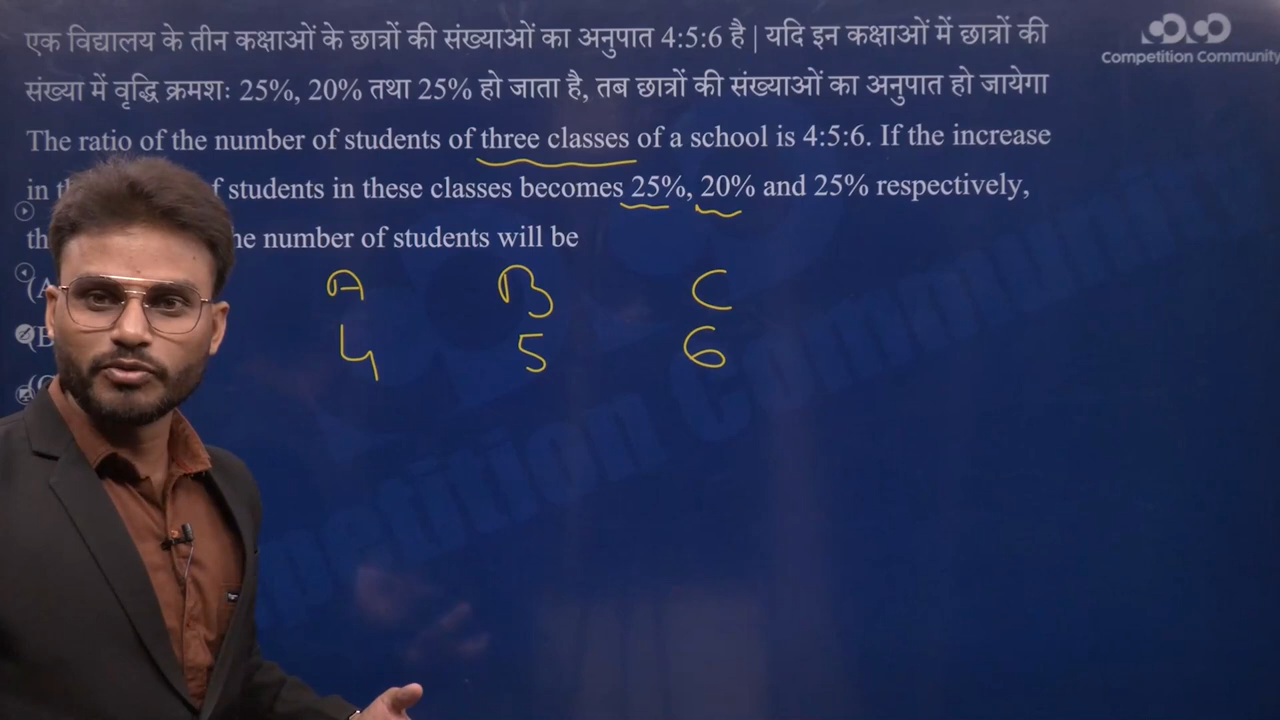 एक विद्यालय के तीन कक्षाओं के छात्रों की संख्याओं का अनुपात 4:5:6 है | यदि इन कक्षाओं में छात्रों की
संख्या में वृद्धि क्रमशः 25%, 20% तथा 25% हो जाता है, तब छात्रों की संख्याओं का अनुपात हो जायेगा
The ratio of the number of students of three classes of a school is 4:5:6. If the increase
in students in these classes becomes 25%, 20% and 25% respectively,
number of students will be
(A
(B
A B C
4 5 6
Competition Community